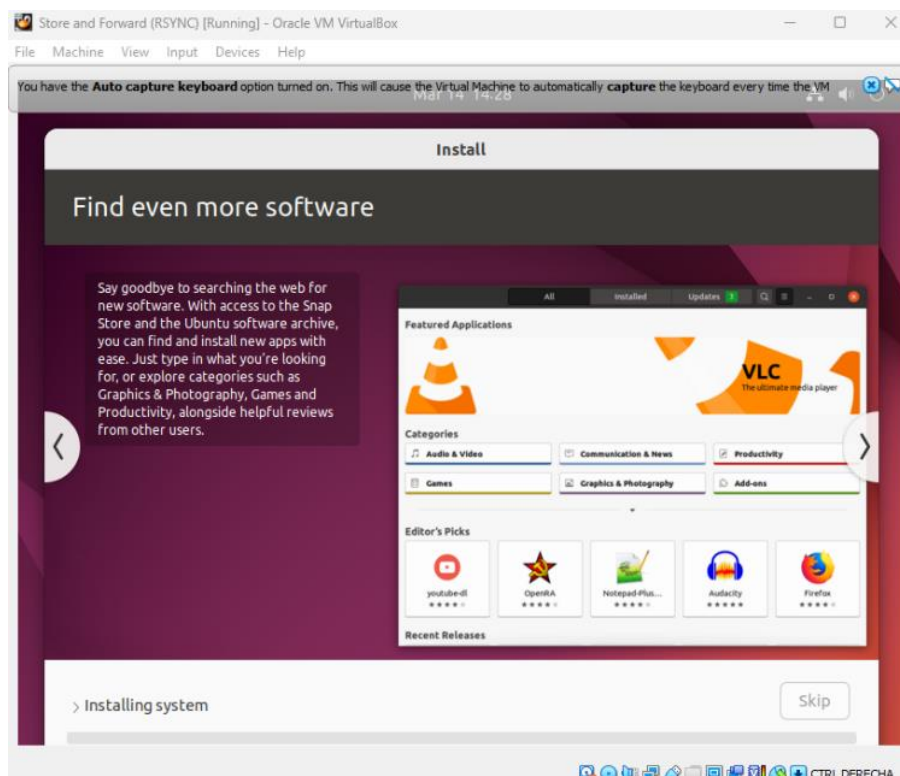 Store and Forward (RSYNC) [Running] - Oracle VM VirtualBox
File Machine View Input Devices Help
You have the Auto capture keyboard option turned on. This will cause the Virtual Machine to automatically capture the keyboard every time the VM
Mar 14 14:28
Install
Find even more software
Say goodbye to searching the web for
new software. With access to the Snap
Store and the Ubuntu software archive,
you can find and install new apps with
ease. Just type in what you're looking
for, or explore categories such as
Graphics & Photography, Games and
Productivity, alongside helpful reviews
from other users.
All Installed Updates
Featured Applications
VLC
The ultimate media player
Categories
Audio & Video Communication & News Productivity
Games Graphics & Photography Add-ons
Editor's Picks
youtube-dl OpenRA Notepad-Plus... Audacity Firefox
Recent Releases
Installing system
Skip
CTRL DERECHA